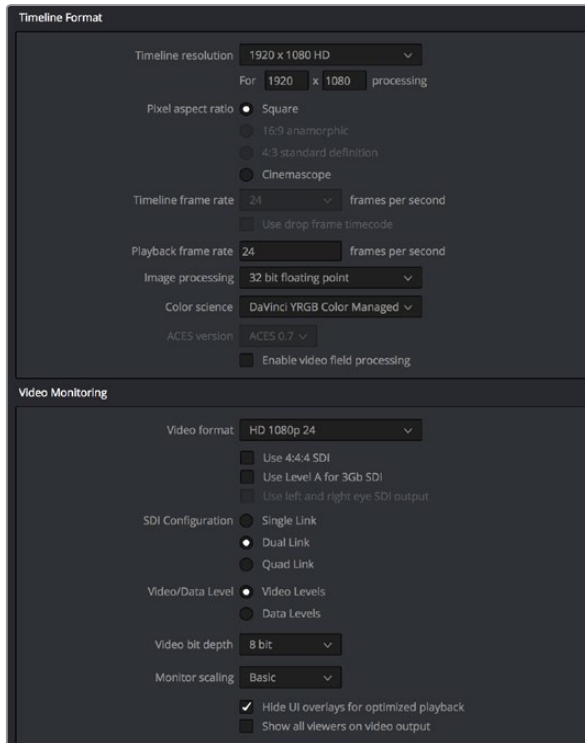 Timeline Format
Timeline resolution 1920 x 1080 HD
For 1920 x 1080 processing
Pixel aspect ratio Square
16:9 anamorphic
4:3 standard definition
Cinemascope
Timeline frame rate 24 frames per second
Use drop frame timecode
Playback frame rate 24 frames per second
Image processing 32 bit floating point
Color science DaVinci YRGB Color Managed
ACES version ACES 0.7
Enable video field processing
Video Monitoring
Video format HD 1080p 24
Use 4:4:4 SDI
Use Level A for 3Gb SDI
Use left and right eye SDI output
SDI Configuration Single Link
Dual Link
Quad Link
Video/Data Level Video Levels
Data Levels
Video bit depth 8 bit
Monitor scaling Basic
Hide UI overlays for optimized playback
Show all viewers on video output